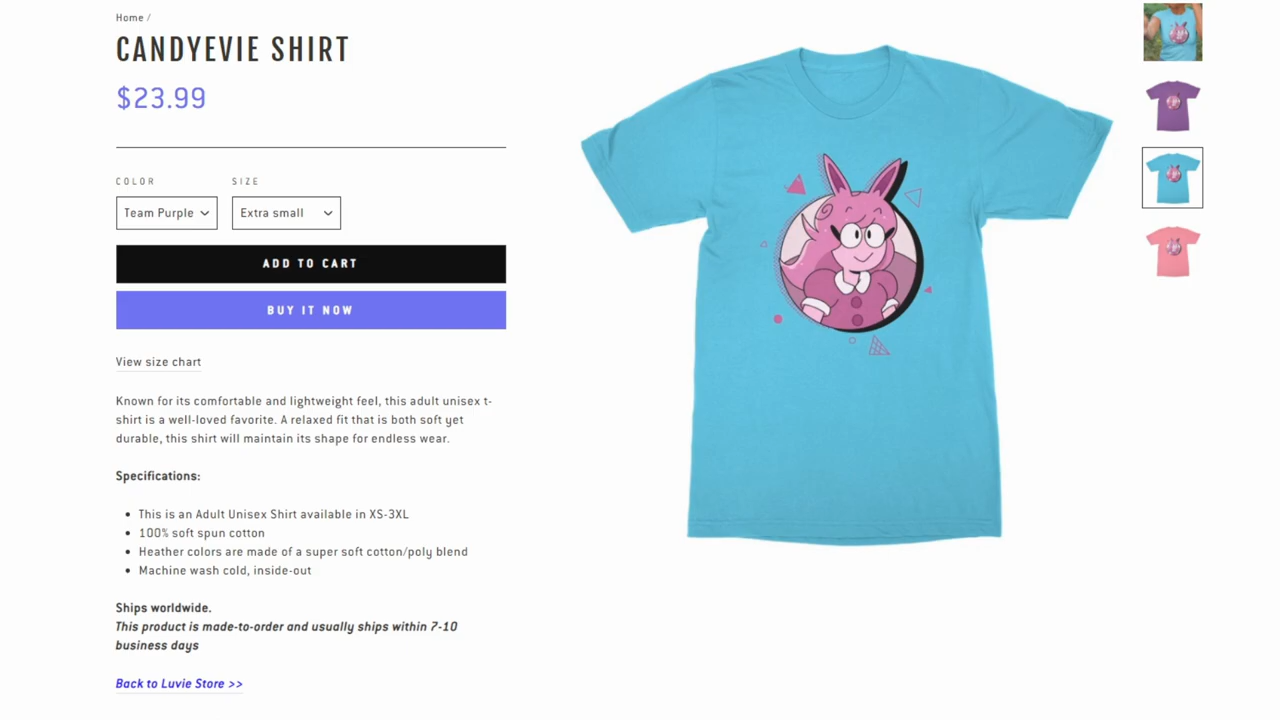 Home /
CANDYEVIE SHIRT
$23.99
COLOR SIZE
Team Purple Extra small
ADD TO CART
BUY IT NOW
View size chart
Known for its comfortable and lightweight feel, this adult unisex t-
shirt is a well-loved favorite. A relaxed fit that is both soft yet
durable, this shirt will maintain its shape for endless wear.
Specifications:
• This is an Adult Unisex Shirt available in XS-3XL
• 100% soft spun cotton
• Heather colors are made of a super soft cotton/poly blend
• Machine wash cold, inside-out
Ships worldwide.
This product is made-to-order and usually ships within 7-10
business days
Back to Luvie Store >>